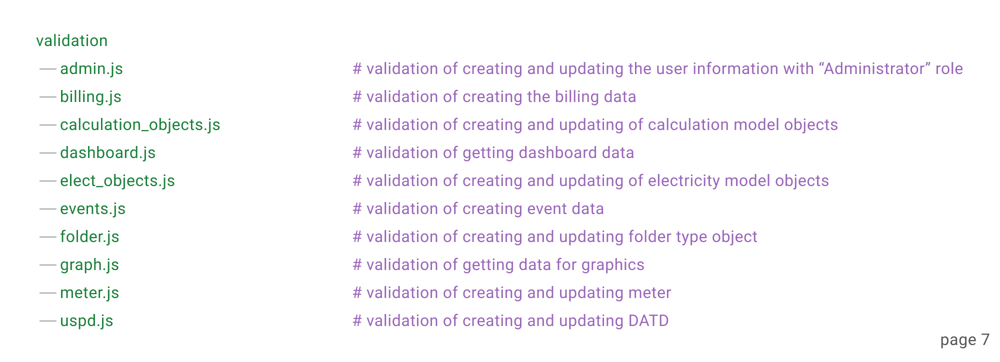 validation
— admin.js # validation of creating and updating the user information with “Administrator” role
— billing.js # validation of creating the billing data
— calculation_objects.js # validation of creating and updating of calculation model objects
— dashboard.js # validation of getting dashboard data
— elect_objects.js # validation of creating and updating of electricity model objects
— events.js # validation of creating event data
— folder.js # validation of creating and updating folder type object
— graph.js # validation of getting data for graphics
— meter.js # validation of creating and updating meter
— uspd.js # validation of creating and updating DATD
page 7